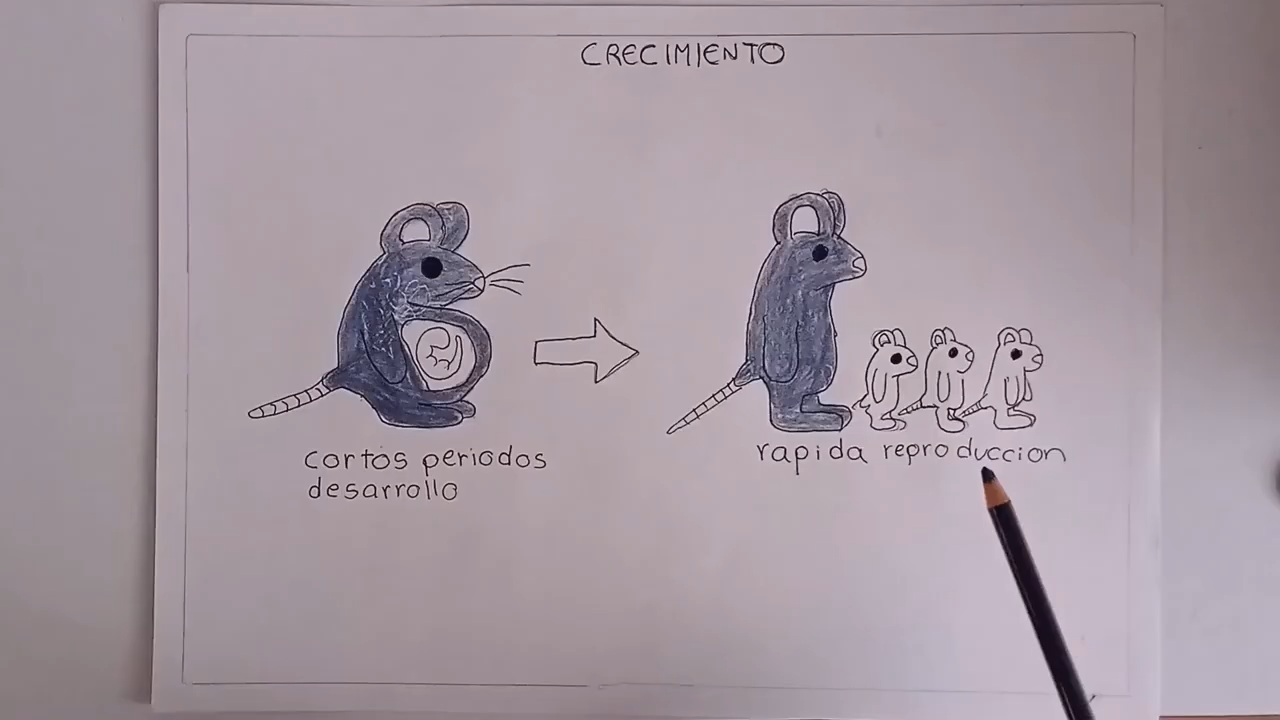 CRECIMIENTO
cortos periodos
desarrollo
rapida reproduccion